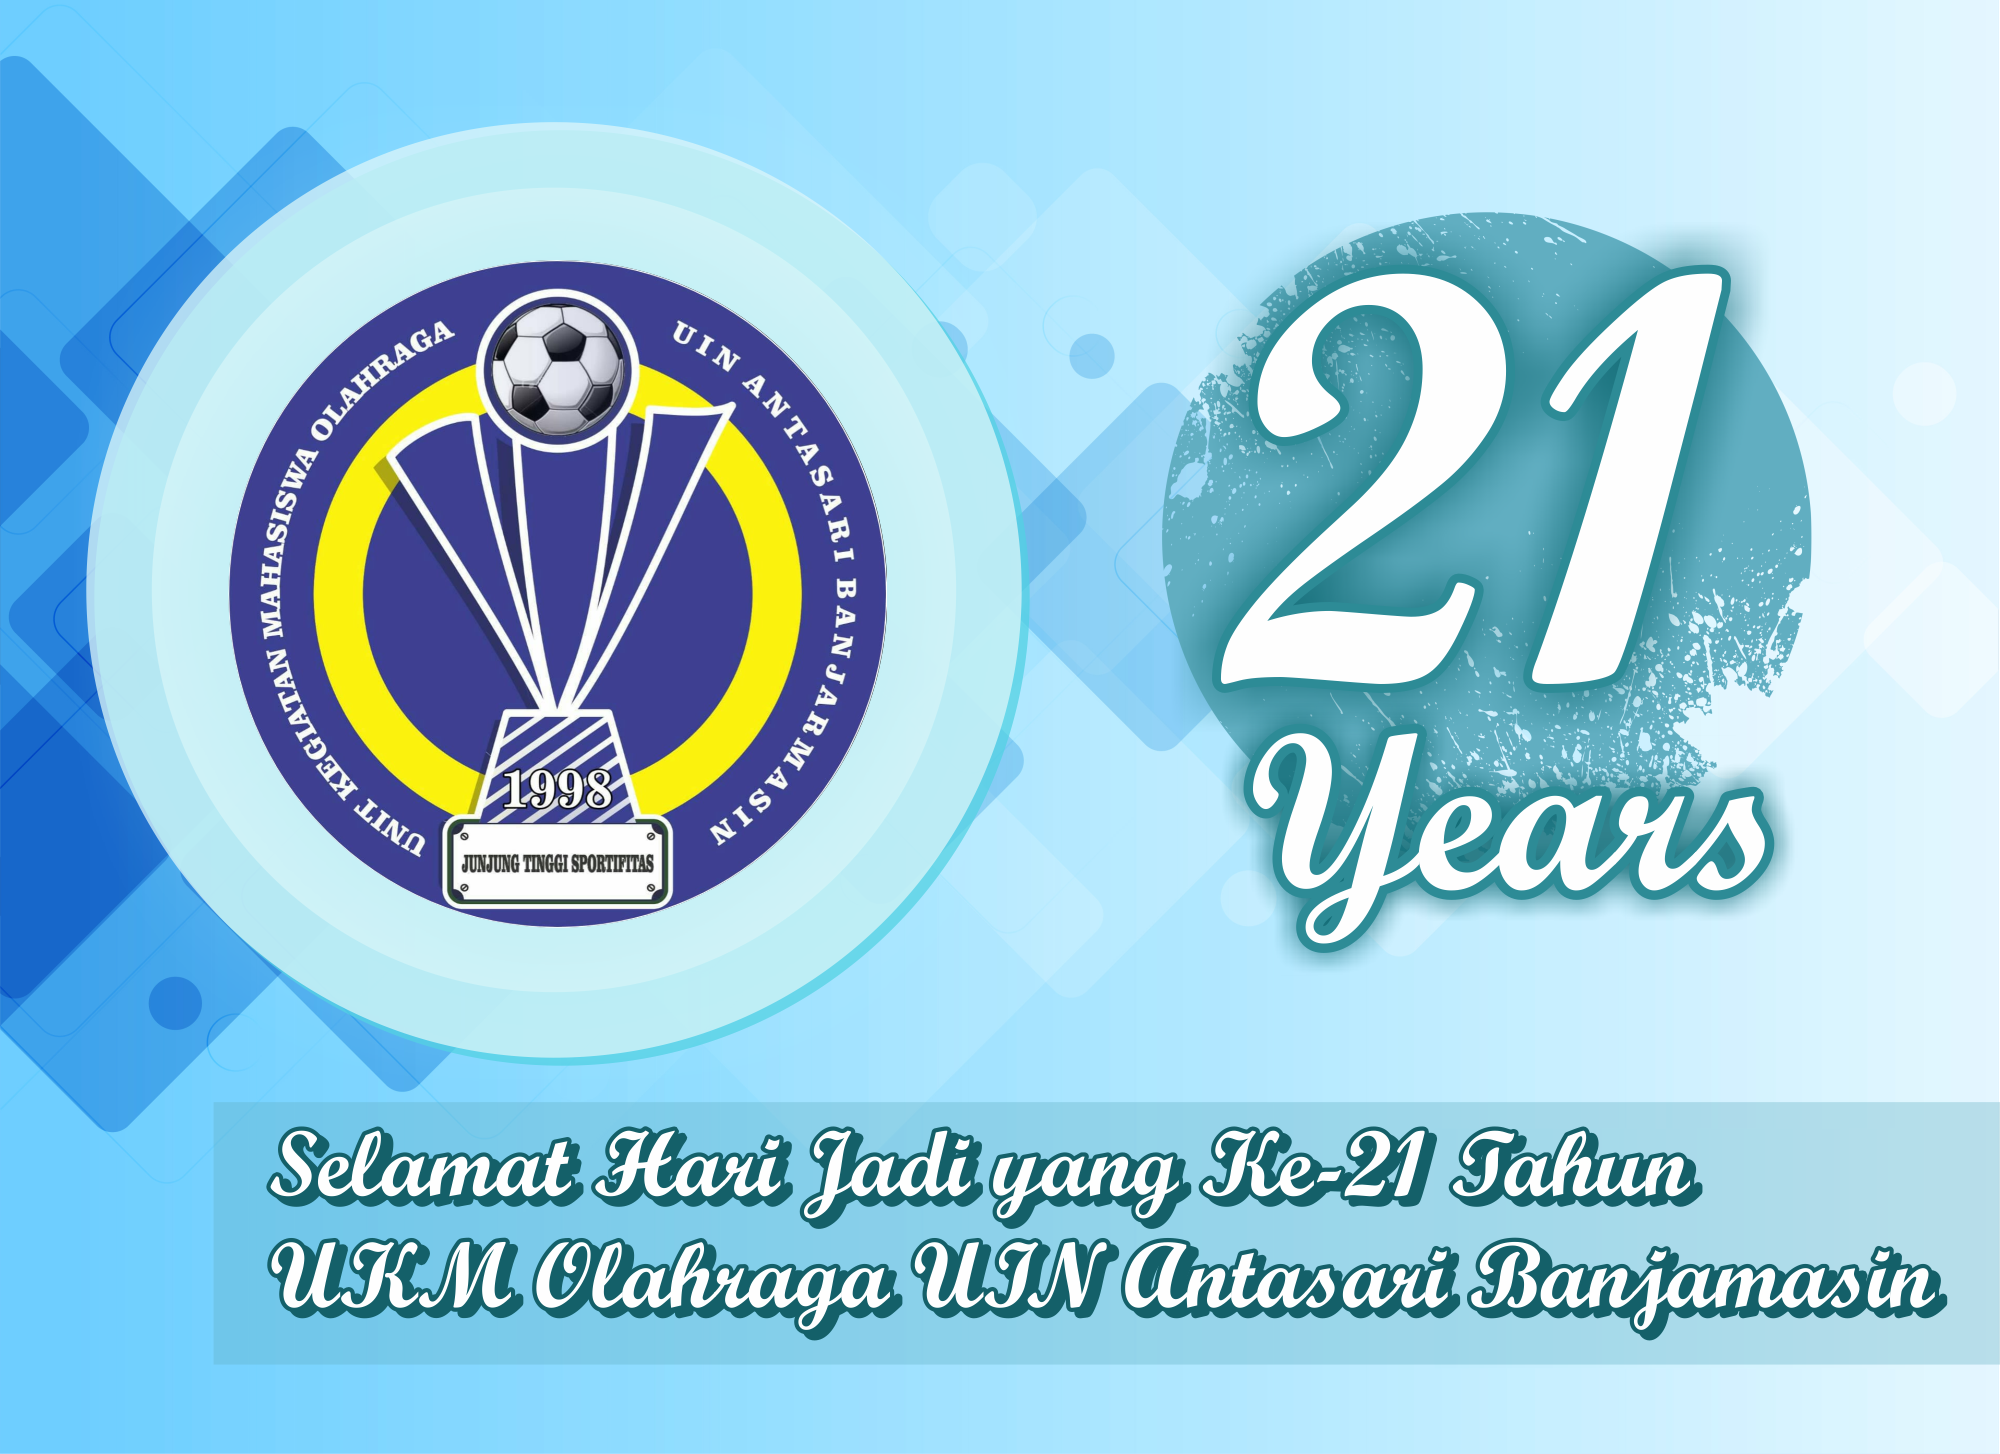 UNIT KEGIATAN MAHASISWA OLAHRAGA
UIN ANTASARI BANJARMASIN
1998
JUNJUNG TINGGI SPORTIFITAS
21
Years
Selamat Hari Jadi yang Ke-21 Tahun
UKM Olahraga UIN Antasari Banjamasin